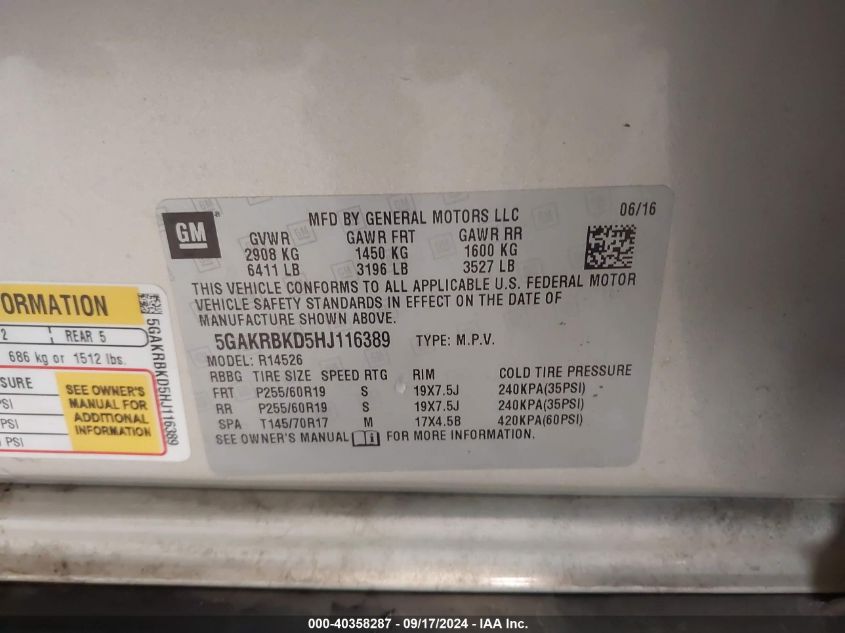 GM
MFD BY GENERAL MOTORS LLC
06/16
GVWR GAWR FRT GAWR RR
2908 KG 1450 KG 1600 KG
6411 LB 3196 LB 3527 LB
THIS VEHICLE CONFORMS TO ALL APPLICABLE U.S. FEDERAL MOTOR
VEHICLE SAFETY STANDARDS IN EFFECT ON THE DATE OF
MANUFACTURE SHOWN ABOVE.
5GAKRBKD5HJ116389 TYPE: M.P.V.
MODEL: R14526
RBBG TIRE SIZE SPEED RTG RIM COLD TIRE PRESSURE
FRT P255/60R19 S 19X7.5J 240KPA(35PSI)
RR P255/60R19 S 19X7.5J 240KPA(35PSI)
SPA T145/70R17 M 17X4.5B 420KPA(60PSI)
SEE OWNER'S MANUAL FOR MORE INFORMATION.
ORMATION
2 REAR 5
686 kg or 1512 lbs.
SURE
PSI
PSI
PSI
SEE OWNER'S
MANUAL FOR
ADDITIONAL
INFORMATION
5GAKRBKD5HJ116389
000-40358287 - 09/17/2024 - IAA Inc.